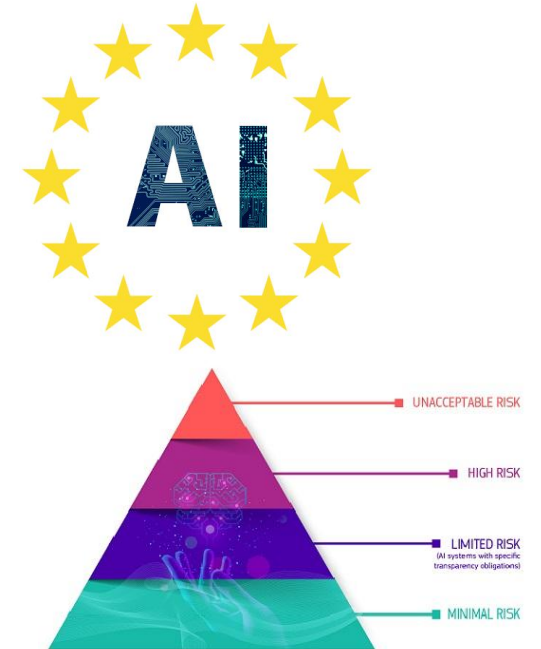 AI
UNACCEPTABLE RISK
HIGH RISK
LIMITED RISK
(AI systems with specific
transparency obligations)
MINIMAL RISK